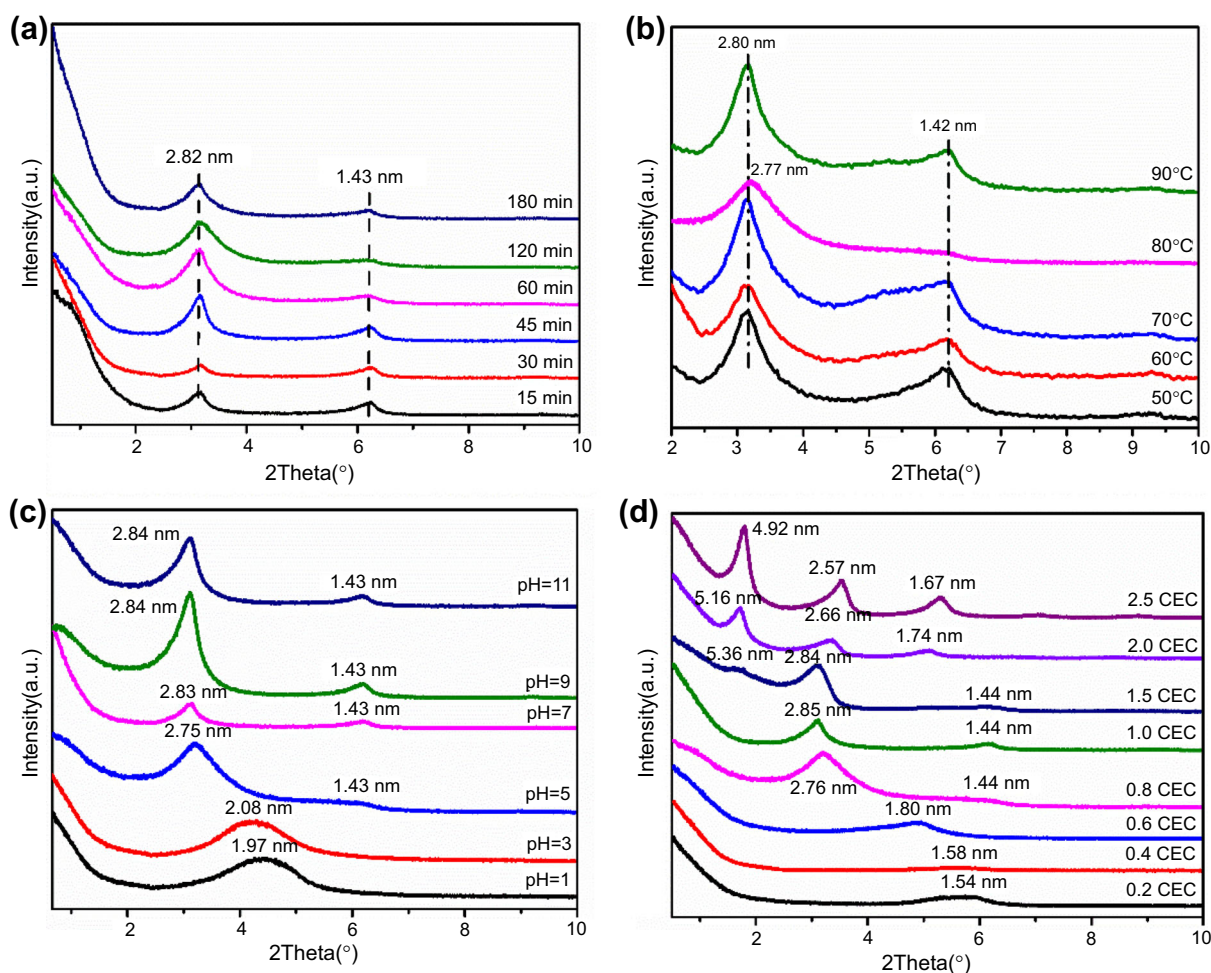 (a)
Intensity(a.u.)
2.82 nm
1.43 nm
180 min
120 min
60 min
45 min
30 min
15 min
2 4 6 8 10
2Theta(°)
(b)
Intensity(a.u.)
2.80 nm
1.42 nm
2.77 nm
90°C
80°C
70°C
60°C
50°C
2 3 4 5 6 7 8 9 10
2Theta(°)
(c)
Intensity(a.u.)
2.84 nm
1.43 nm
pH=11
2.84 nm
1.43 nm
pH=9
2.83 nm
1.43 nm
pH=7
2.75 nm
1.43 nm
pH=5
2.08 nm
pH=3
1.97 nm
pH=1
2 4 6 8 10
2Theta(°)
(d)
Intensity(a.u.)
4.92 nm
2.57 nm
1.67 nm
2.5 CEC
5.16 nm
2.66 nm
1.74 nm
2.0 CEC
5.36 nm
2.84 nm
1.44 nm
1.5 CEC
2.85 nm
1.44 nm
1.0 CEC
2.76 nm
1.44 nm
0.8 CEC
1.80 nm
0.6 CEC
1.58 nm
0.4 CEC
1.54 nm
0.2 CEC
2 4 6 8 10
2Theta(°)